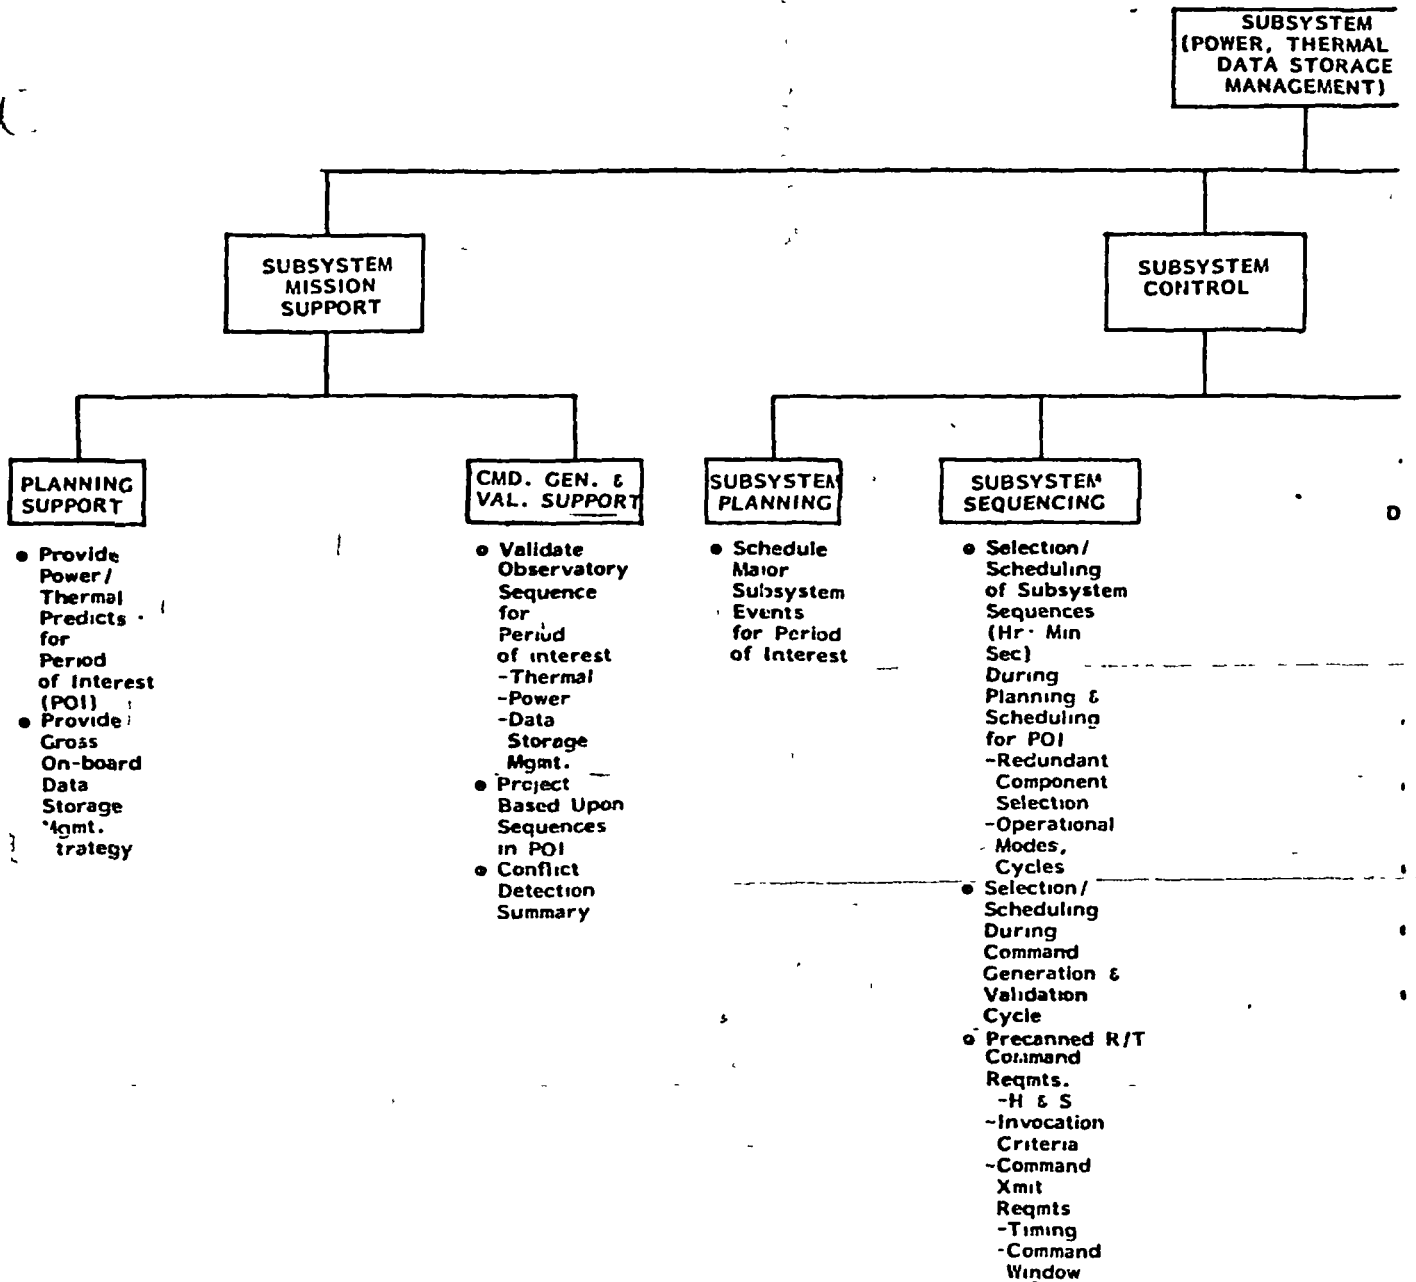 SUBSYSTEM
(POWER, THERMAL
DATA STORAGE
MANAGEMENT)
SUBSYSTEM
MISSION
SUPPORT
SUBSYSTEM
CONTROL
PLANNING
SUPPORT
● Provide
Power/
Thermal
Predicts
for
Period
of Interest
(POI)
● Provide
Gross
On-board
Data
Storage
Mgmt.
trategy
CMD. GEN. &
VAL. SUPPORT
● Validate
Observatory
Sequence
for
Period
of interest
-Thermal
-Power
-Data
Storage
Mgmt.
● Project
Based Upon
Sequences
in POI
● Conflict
Detection
Summary
SUBSYSTEM
PLANNING
● Schedule
Major
Subsystem
Events
for Period
of Interest
SUBSYSTEM
SEQUENCING
● Selection/
Scheduling
of Subsystem
Sequences
(Hr· Min
Sec)
During
Planning &
Scheduling
for POI
-Redundant
Component
Selection
-Operational
Modes,
Cycles
● Selection/
Scheduling
During
Command
Generation &
Validation
Cycle
● Precanned R/T
Command
Reqmts.
-H & S
-Invocation
Criteria
-Command
Xmit
Reqmts
-Timing
-Command
Window
D